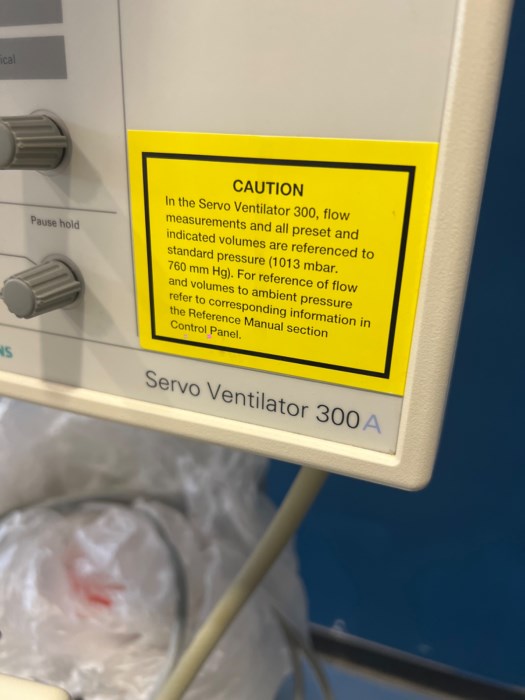 ical
Pause hold
CAUTION
In the Servo Ventilator 300, flow
measurements and all preset and
indicated volumes are referenced to
standard pressure (1013 mbar.
760 mm Hg). For reference of flow
and volumes to ambient pressure
refer to corresponding information in
the Reference Manual section
Control Panel.
NS
Servo Ventilator 300A